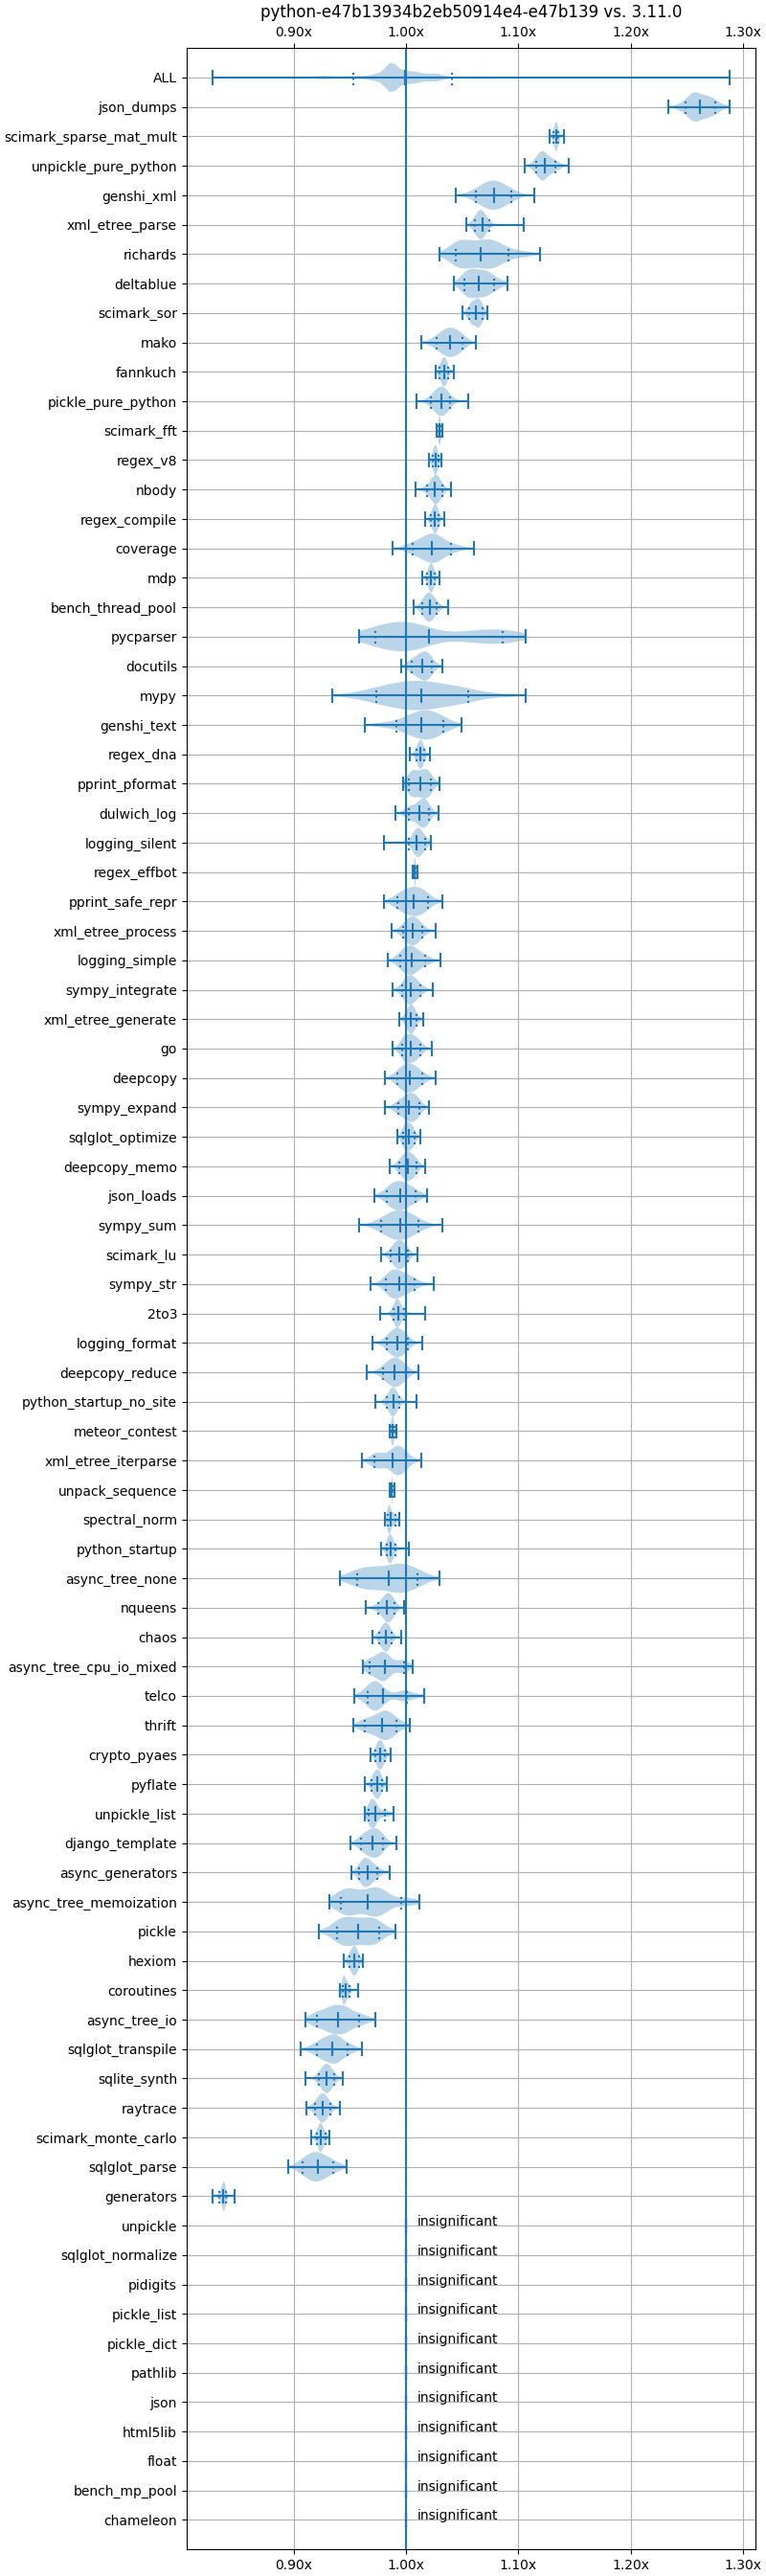 python-e47b13934b2eb50914e4-e47b139 vs. 3.11.0
0.90x 1.00x 1.10x 1.20x 1.30x
ALL
json_dumps
scimark_sparse_mat_mult
unpickle_pure_python
genshi_xml
xml_etree_parse
richards
deltablue
scimark_sor
mako
fannkuch
pickle_pure_python
scimark_fft
regex_v8
nbody
regex_compile
coverage
mdp
bench_thread_pool
pycparser
docutils
mypy
genshi_text
regex_dna
pprint_pformat
dulwich_log
logging_silent
regex_effbot
pprint_safe_repr
xml_etree_process
logging_simple
sympy_integrate
xml_etree_generate
go
deepcopy
sympy_expand
sqlglot_optimize
deepcopy_memo
json_loads
sympy_sum
scimark_lu
sympy_str
2to3
logging_format
deepcopy_reduce
python_startup_no_site
meteor_contest
xml_etree_iterparse
unpack_sequence
spectral_norm
python_startup
async_tree_none
nqueens
chaos
async_tree_cpu_io_mixed
telco
thrift
crypto_pyaes
pyflate
unpickle_list
django_template
async_generators
async_tree_memoization
pickle
hexiom
coroutines
async_tree_io
sqlglot_transpile
sqlite_synth
raytrace
scimark_monte_carlo
sqlglot_parse
generators
unpickle insignificant
sqlglot_normalize insignificant
pidigits insignificant
pickle_list insignificant
pickle_dict insignificant
pathlib insignificant
json insignificant
html5lib insignificant
float insignificant
bench_mp_pool insignificant
chameleon insignificant
0.90x 1.00x 1.10x 1.20x 1.30x